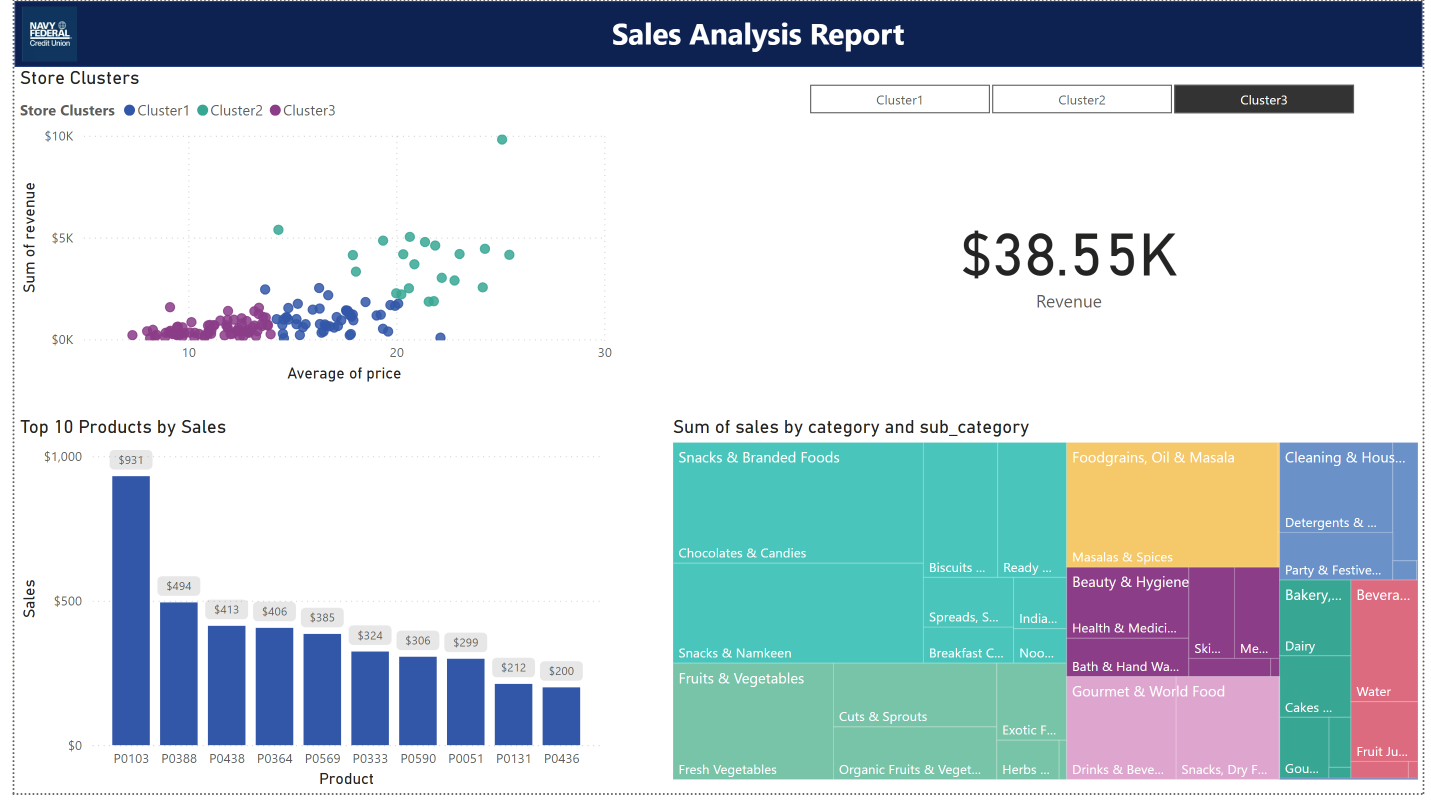 NAVY
FEDERAL
Credit Union
Sales Analysis Report
Store Clusters
Store Clusters Cluster1 Cluster2 Cluster3
Cluster1 Cluster2 Cluster3
$10K
$5K
$0K
Sum of revenue
10 20 30
Average of price
$38.55K
Revenue
Top 10 Products by Sales
$1,000
$500
$0
Sales
$931
$494
$413
$406
$385
$324
$306
$299
$212
$200
P0103 P0388 P0438 P0364 P0569 P0333 P0590 P0051 P0131 P0436
Product
Sum of sales by category and sub_category
Snacks & Branded Foods
Chocolates & Candies
Biscuits ...
Ready ...
Snacks & Namkeen
Spreads, S...
India...
Breakfast C...
Noo...
Fruits & Vegetables
Fresh Vegetables
Cuts & Sprouts
Organic Fruits & Veget...
Exotic F...
Herbs ...
Foodgrains, Oil & Masala
Masalas & Spices
Beauty & Hygiene
Health & Medici...
Bath & Hand Wa...
Ski...
Me...
Gourmet & World Food
Drinks & Beve...
Snacks, Dry F...
Cleaning & Hous...
Detergents & ...
Party & Festive...
Bakery,...
Dairy
Cakes ...
Gou...
Bevera...
Water
Fruit Ju...